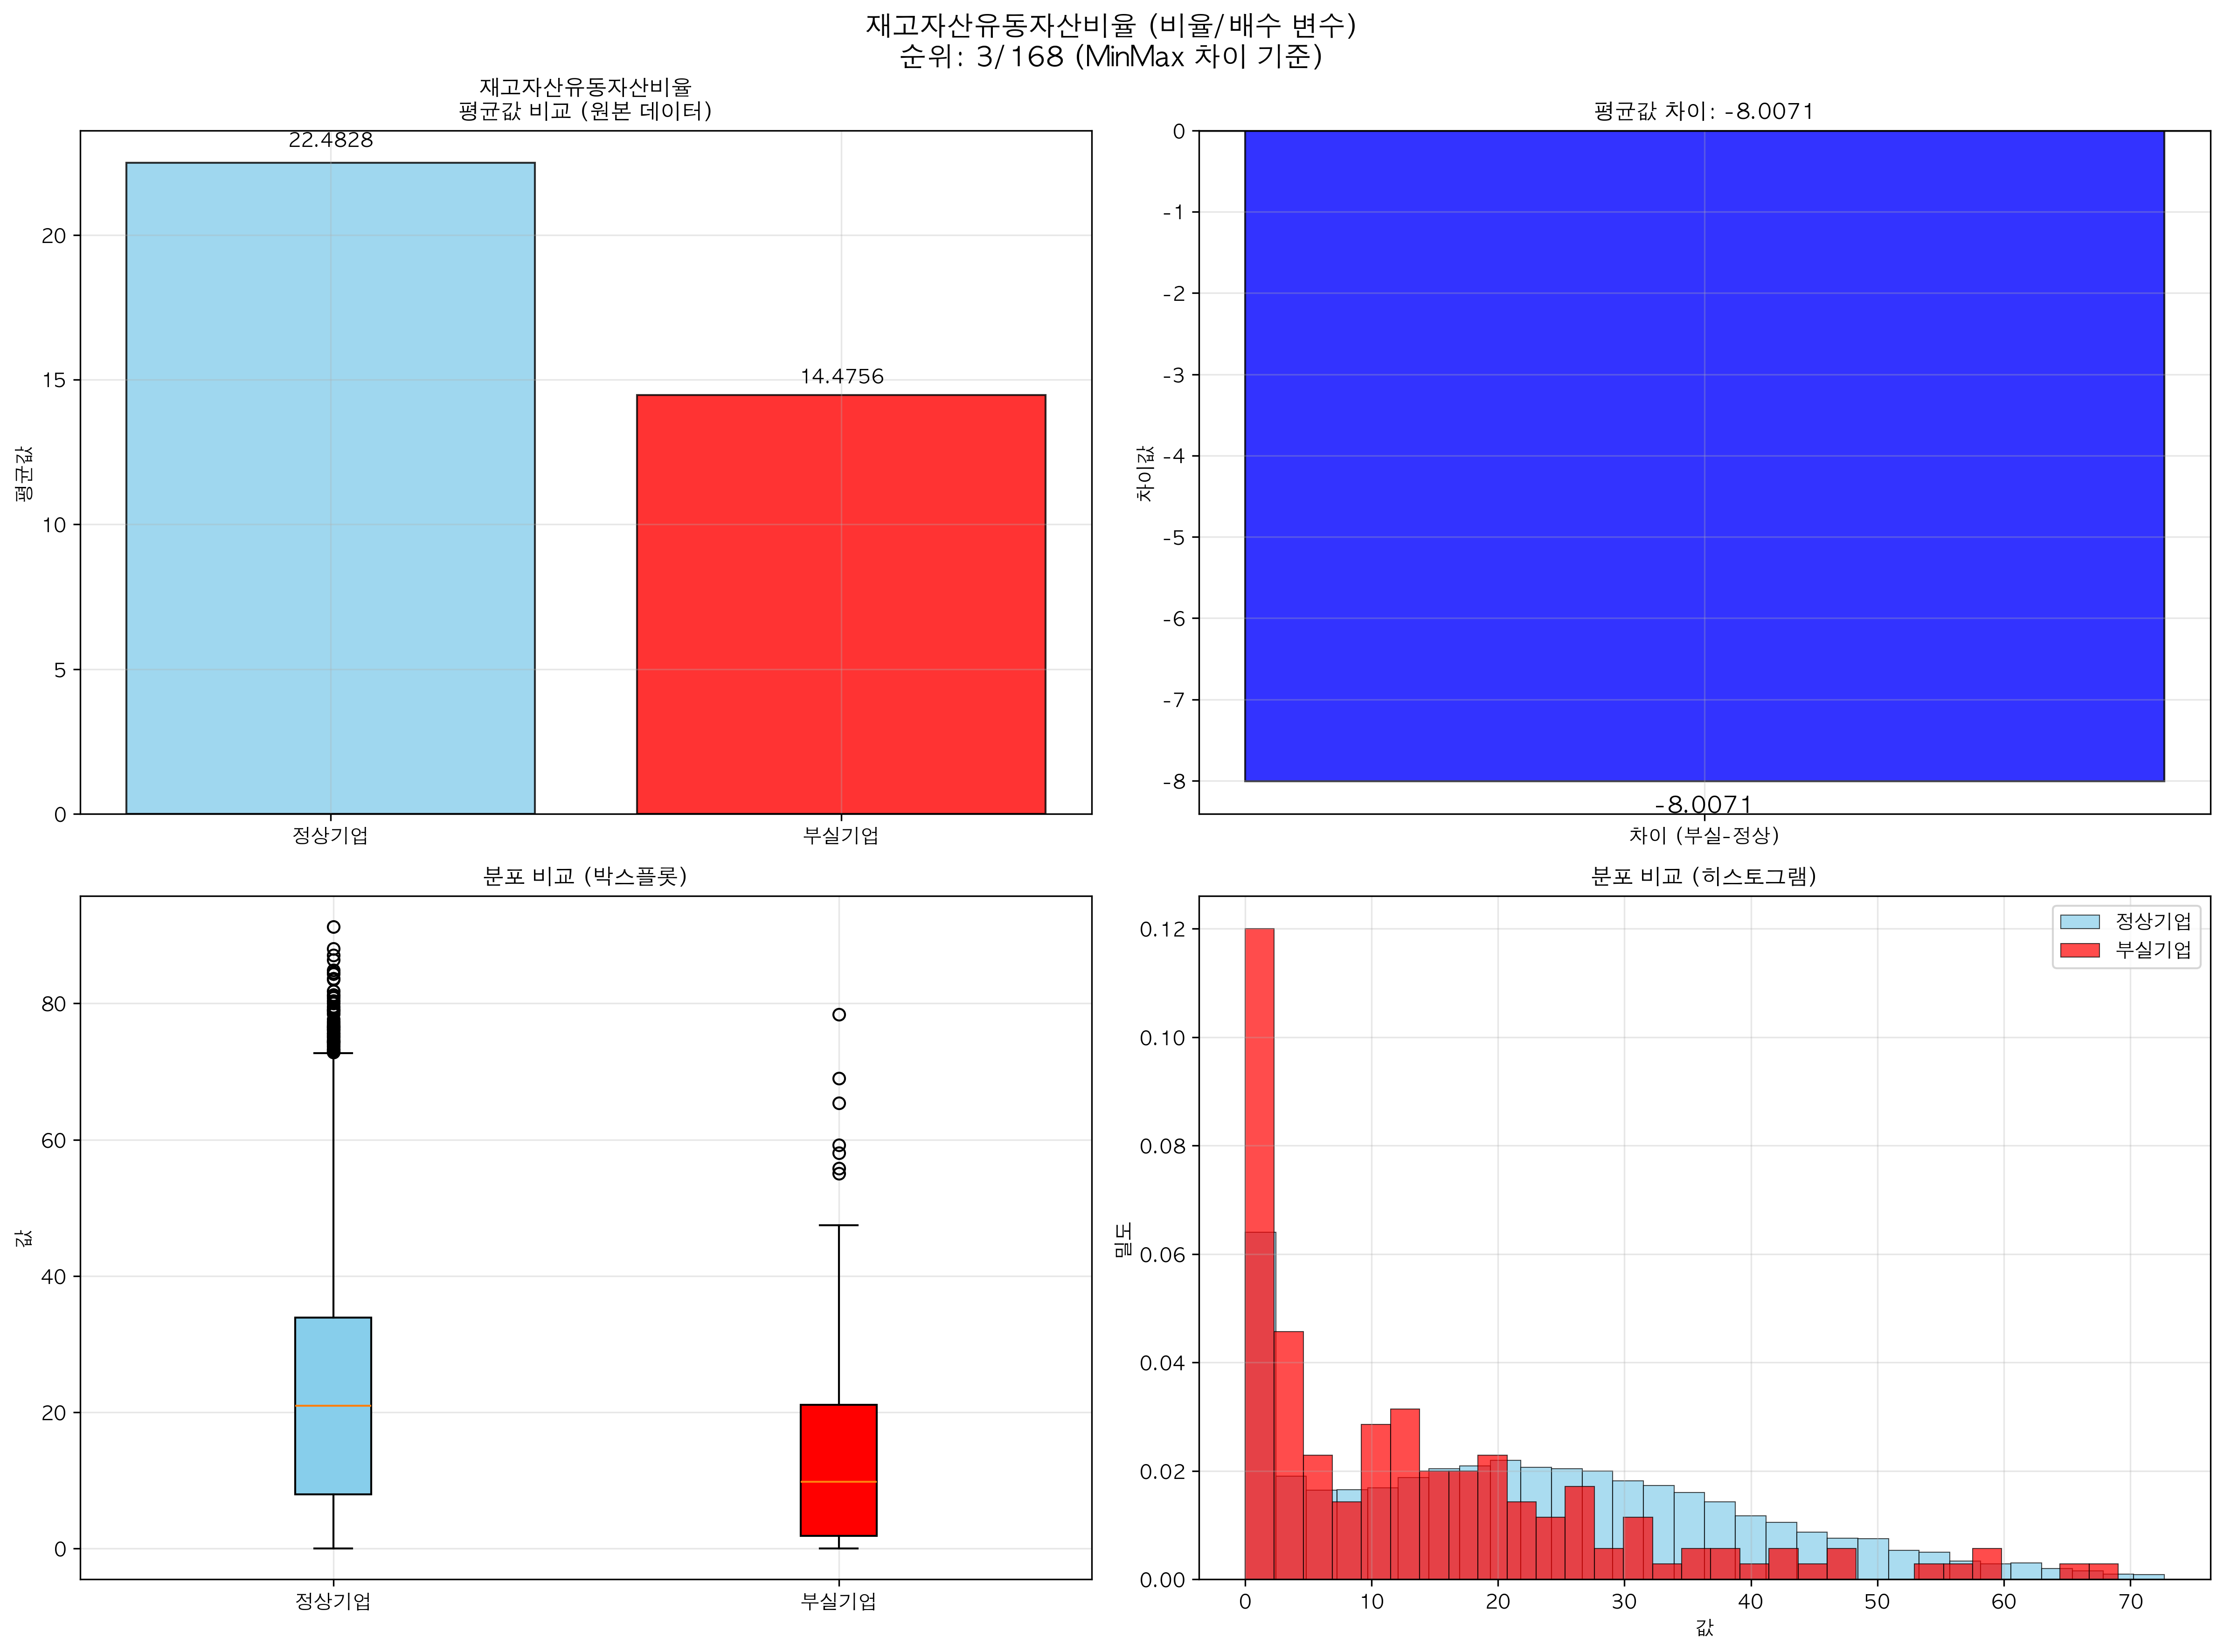 재고자산유동자산비율 (비율/배수 변수)
순위: 3/168 (MinMax 차이 기준)
재고자산유동자산비율
평균값 비교 (원본 데이터)
22.4828
14.4756
20
15
10
5
0
평균값
정상기업
부실기업
평균값 차이: -8.0071
0
-1
-2
-3
-4
-5
-6
-7
-8
차이값
-8.0071
차이 (부실-정상)
분포 비교 (박스플롯)
80
60
40
20
0
값
정상기업
부실기업
분포 비교 (히스토그램)
정상기업
부실기업
0.12
0.10
0.08
0.06
0.04
0.02
0.00
밀도
0
10
20
30
40
50
60
70
값